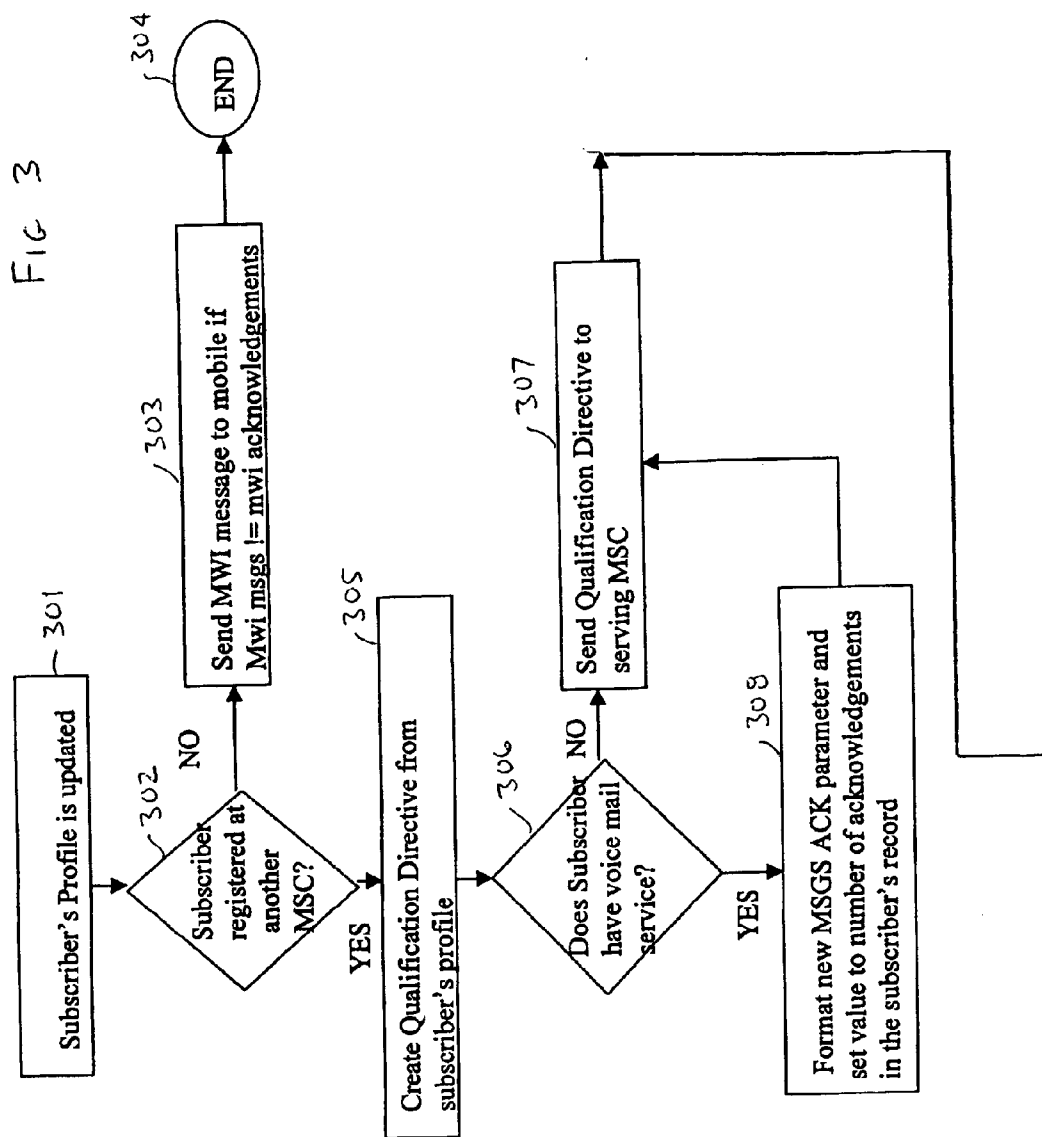 FIG 3
301
Subscriber's Profile is updated
302
Subscriber
registered at
another
MSC?
NO
303
Send MWI message to mobile if
Mwi msgs != mwi acknowledgements
304
END
YES
305
Create Qualification Directive from
subscriber's profile
306
Does Subscriber
have voice mail
service?
NO
307
Send Qualification Directive to
serving MSC
YES
308
Format new MSGS ACK parameter and
set value to number of acknowledgements
in the subscriber's record